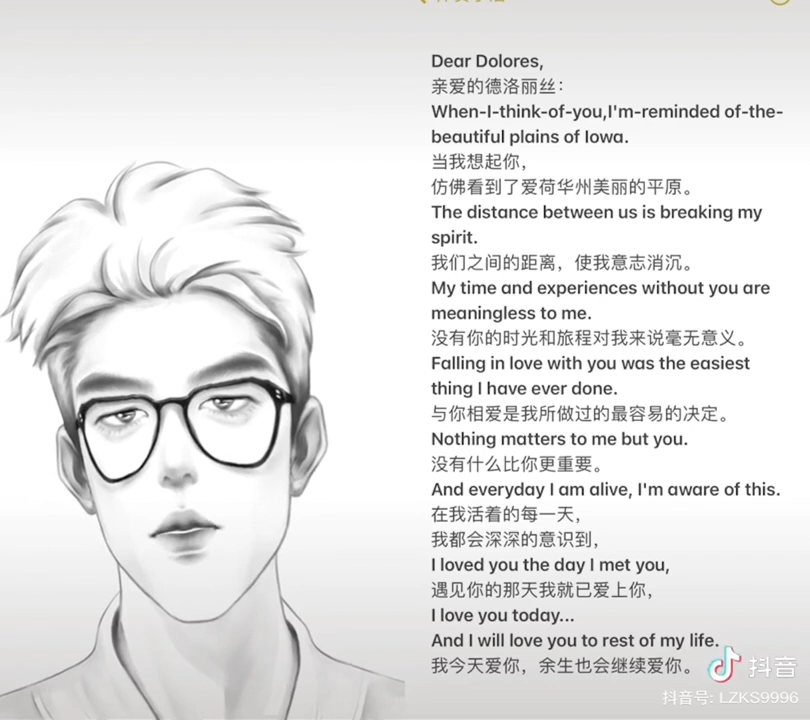 Dear Dolores,
亲爱的德洛丽丝：
When-I-think-of-you,I'm-reminded of-the-
beautiful plains of Iowa.
当我想起你，
仿佛看到了爱荷华州美丽的平原。
The distance between us is breaking my
spirit.
我们之间的距离，使我意志消沉。
My time and experiences without you are
meaningless to me.
没有你的时光和旅程对我来说毫无意义。
Falling in love with you was the easiest
thing I have ever done.
与你相爱是我所做过的最容易的决定。
Nothing matters to me but you.
没有什么比你更重要。
And everyday I am alive, I'm aware of this.
在我活着的每一天，
我都会深深的意识到，
I loved you the day I met you,
遇见你的那天我就已爱上你，
I love you today...
And I will love you to rest of my life.
我今天爱你，余生也会继续爱你。
抖音
抖音号: LZKS9996